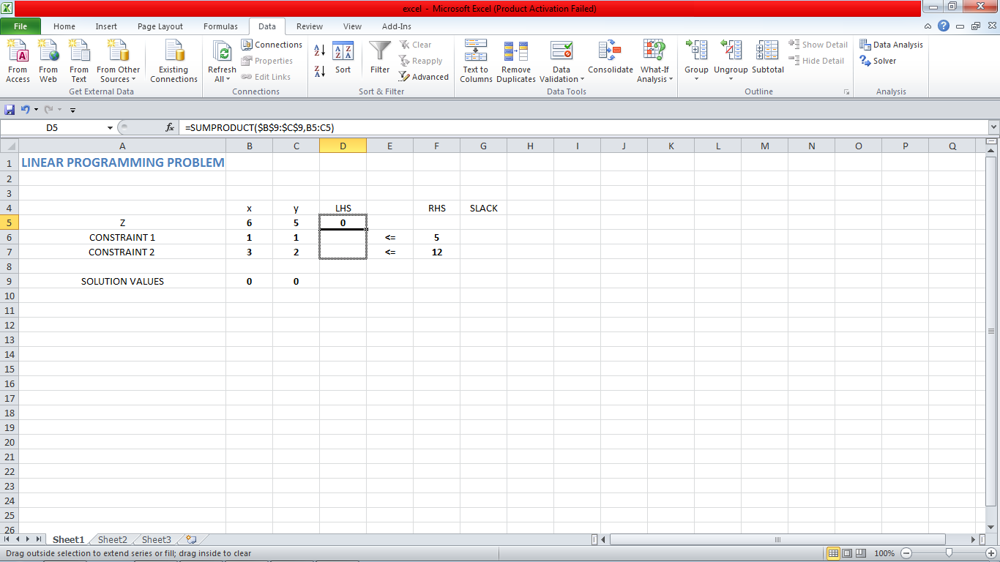 excel - Microsoft Excel (Product Activation Failed)
File Home Insert Page Layout Formulas Data Review View Add-Ins
From Access
From Web
From Text
From Other Sources
Existing Connections
Get External Data
Refresh All
Connections
Properties
Edit Links
Connections
Sort
Filter
Clear
Reapply
Advanced
Sort & Filter
Text to Columns
Remove Duplicates
Data Validation
Consolidate
What-If Analysis
Data Tools
Group
Ungroup
Subtotal
Show Detail
Hide Detail
Outline
Data Analysis
Solver
Analysis
D5 fx =SUMPRODUCT($B$9:$C$9,B5:C5)
A B C D E F G H I J K L M N O P Q
1 LINEAR PROGRAMMING PROBLEM
2
3
4 x y LHS RHS SLACK
5 Z 6 5 0
6 CONSTRAINT 1 1 1 <= 5
7 CONSTRAINT 2 3 2 <= 12
8
9 SOLUTION VALUES 0 0
10
11
12
13
14
15
16
17
18
19
20
21
22
23
24
25
26
Sheet1 Sheet2 Sheet3
Drag outside selection to extend series or fill; drag inside to clear 100%